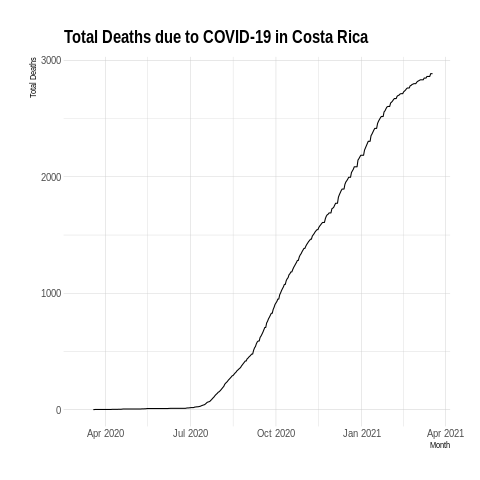 Total Deaths due to COVID-19 in Costa Rica
Total Deaths
3000
2000
1000
0
Apr 2020
Jul 2020
Oct 2020
Jan 2021
Apr 2021
Month